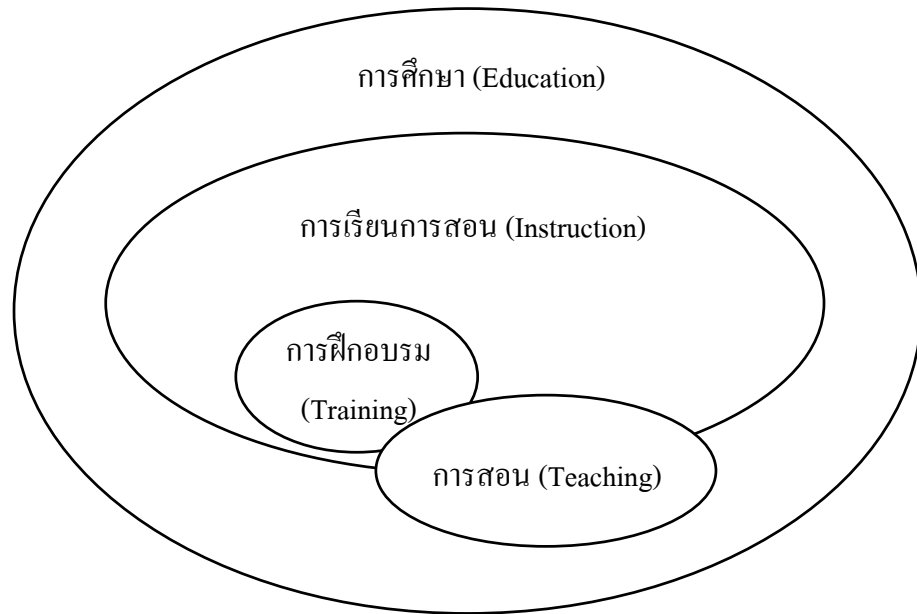 การศึกษา (Education)
การเรียนการสอน (Instruction)
การฝึกอบรม
(Training)
การสอน (Teaching)